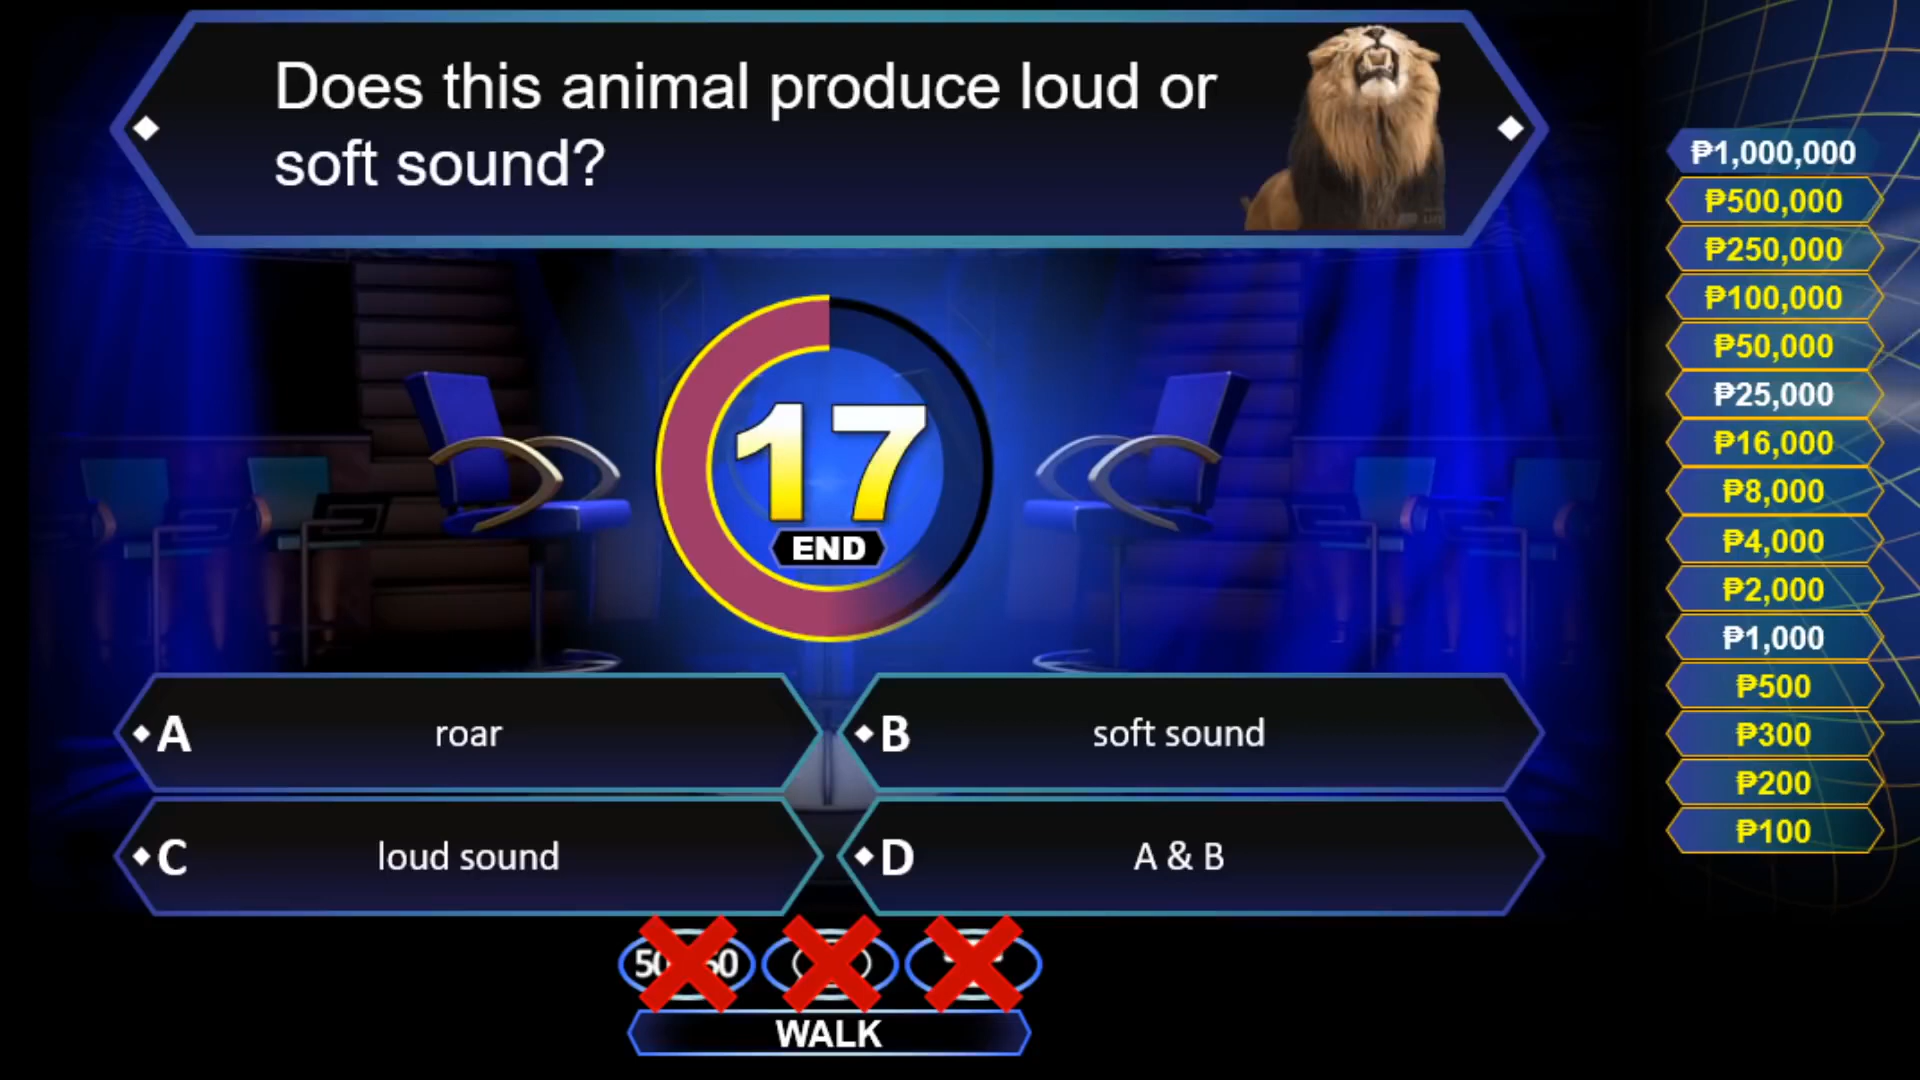 Does this animal produce loud or
soft sound?
17
END
A roar
B soft sound
C loud sound
D A & B
WALK
₱1,000,000
₱500,000
₱250,000
₱100,000
₱50,000
₱25,000
₱16,000
₱8,000
₱4,000
₱2,000
₱1,000
₱500
₱300
₱200
₱100